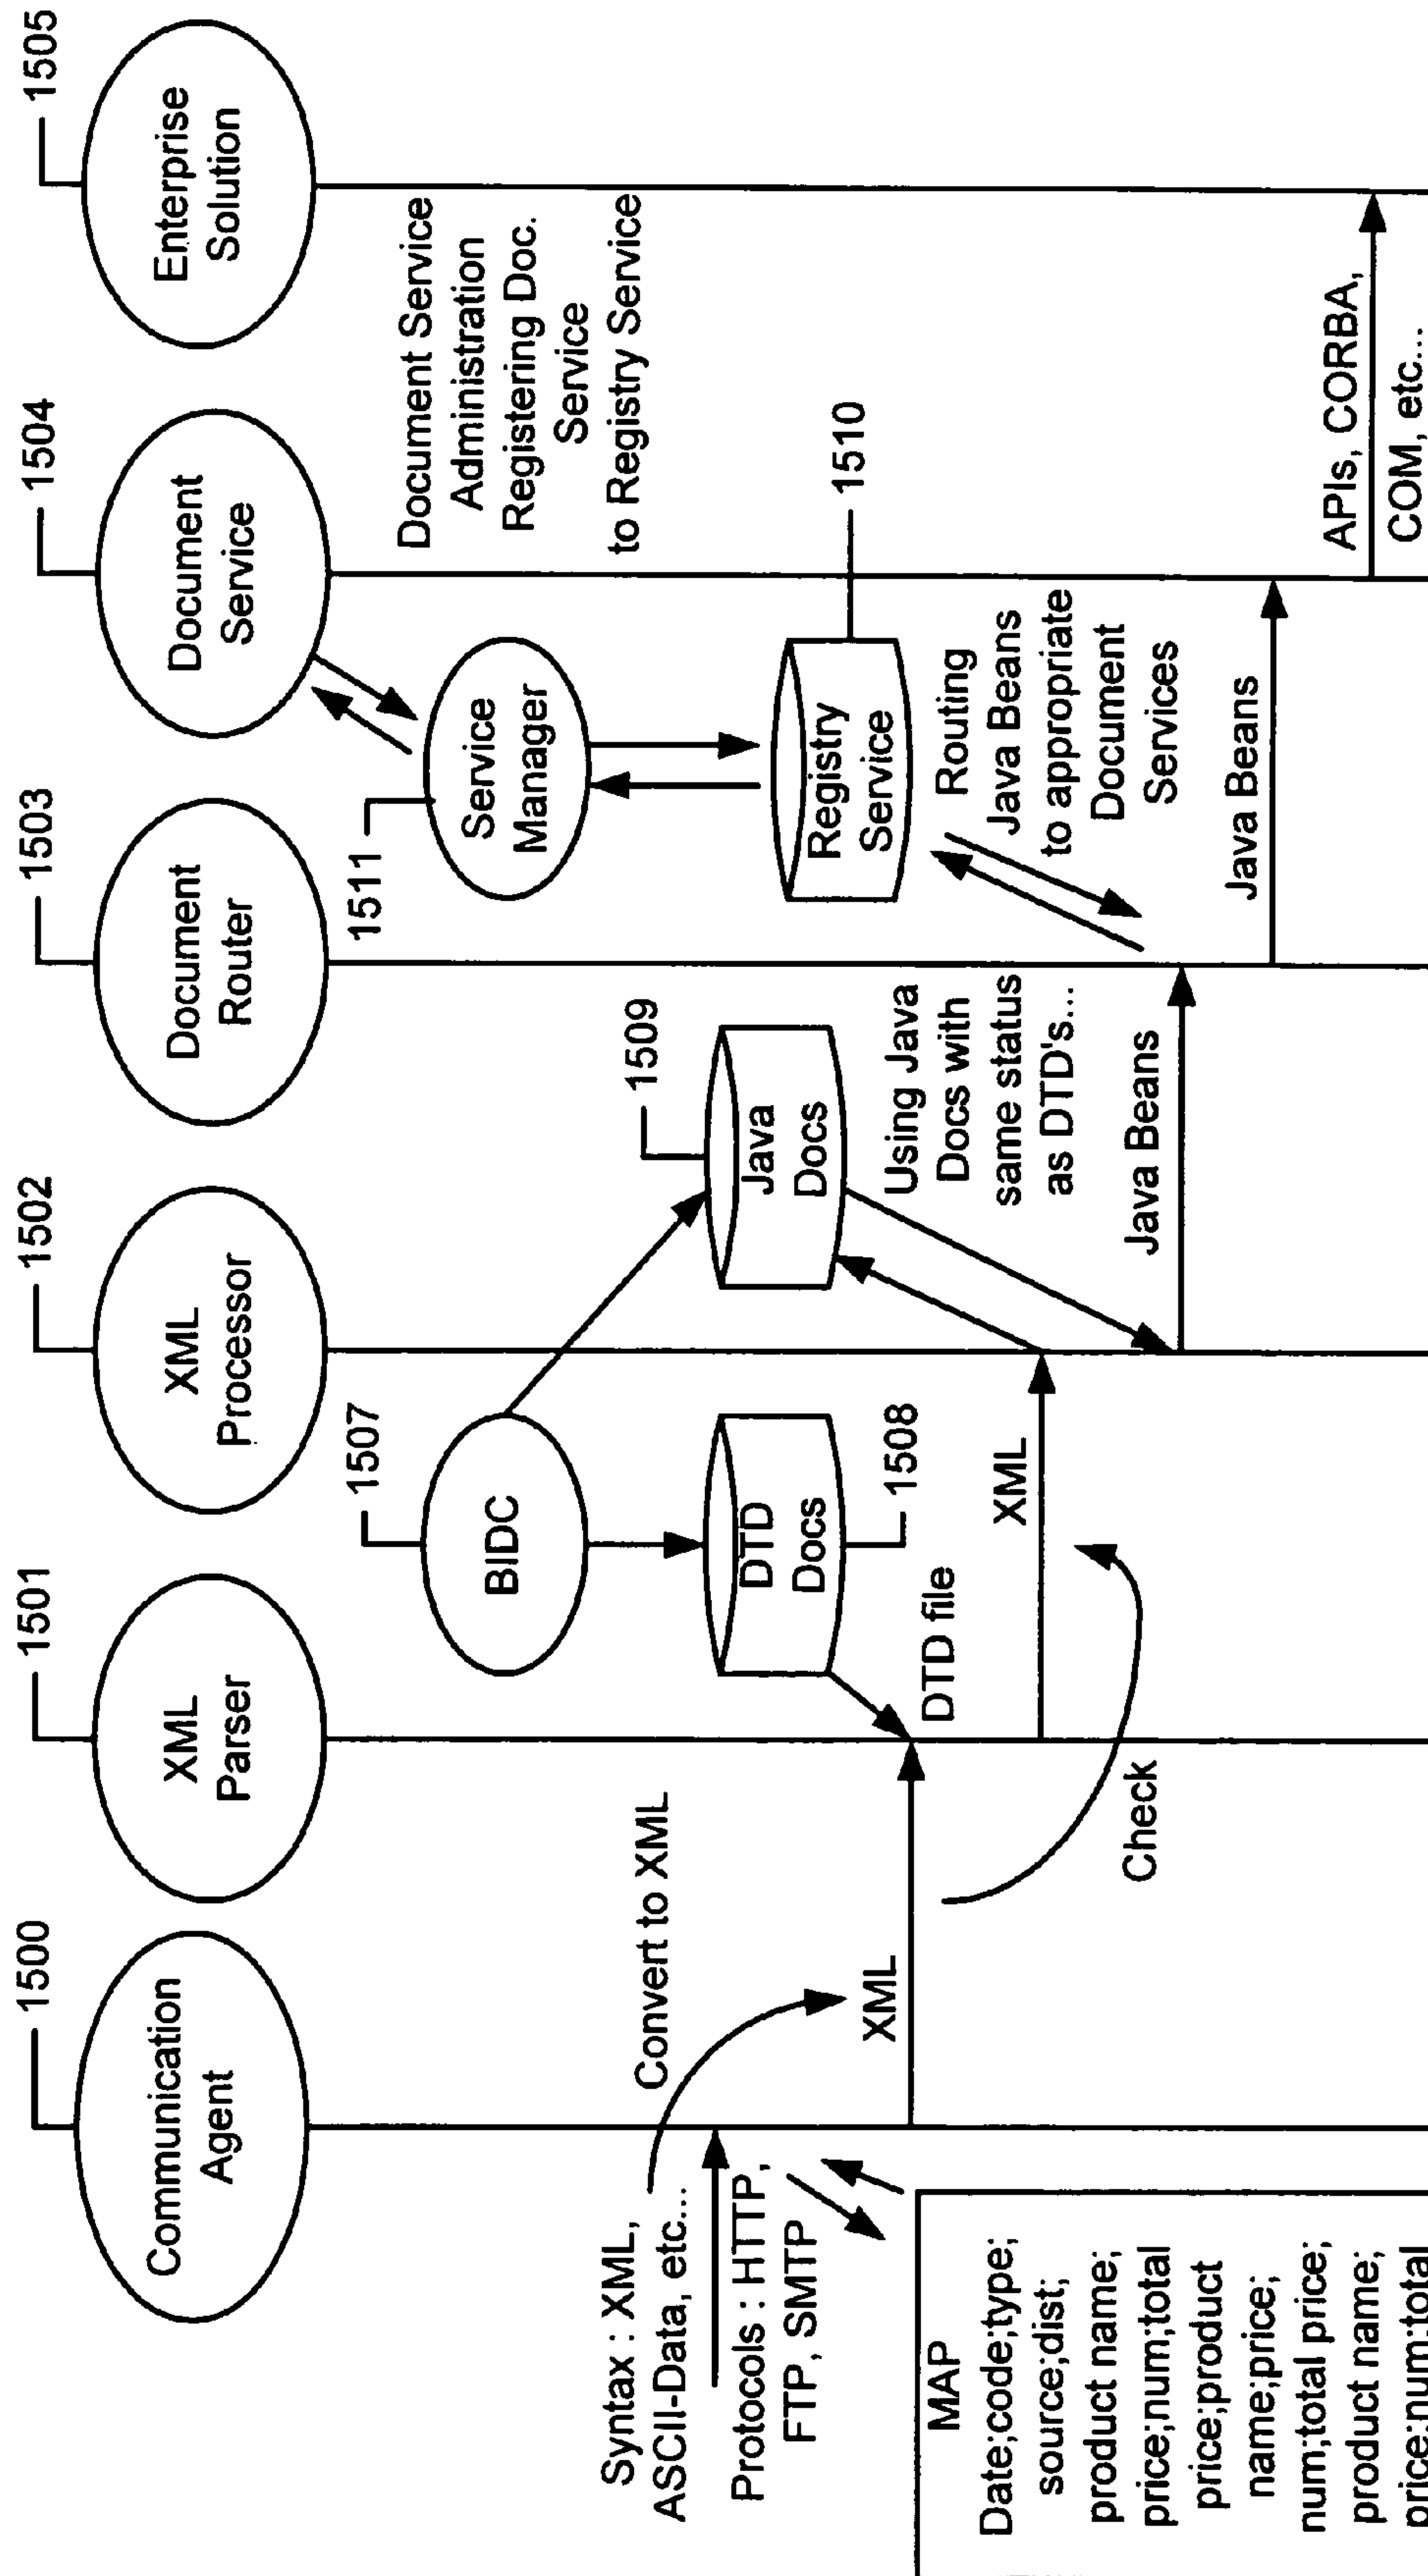 1500
1501
1502
1503
1504
1505
Communication
Agent
XML
Parser
XML
Processor
Document
Router
Document
Service
Enterprise
Solution
1507
BIDC
1511
Service
Manager
Document Service
Administration
Registering Doc.
Service
to Registry Service
Syntax : XML,
ASCII-Data, etc...
Protocols : HTTP,
FTP, SMTP
Convert to XML
XML
DTD
Docs
1508
DTD file
1509
Java
Docs
Using Java
Docs with
same status
as DTD's...
Registry
Service
1510
Routing
Java Beans
to appropriate
Document
Services
XML
Check
Java Beans
Java Beans
APIs, CORBA,
COM, etc...
MAP
Date;code;type;
source;dist;
product name;
price;num;total
price;product
name;price;
num;total price;
product name;
price;num;total